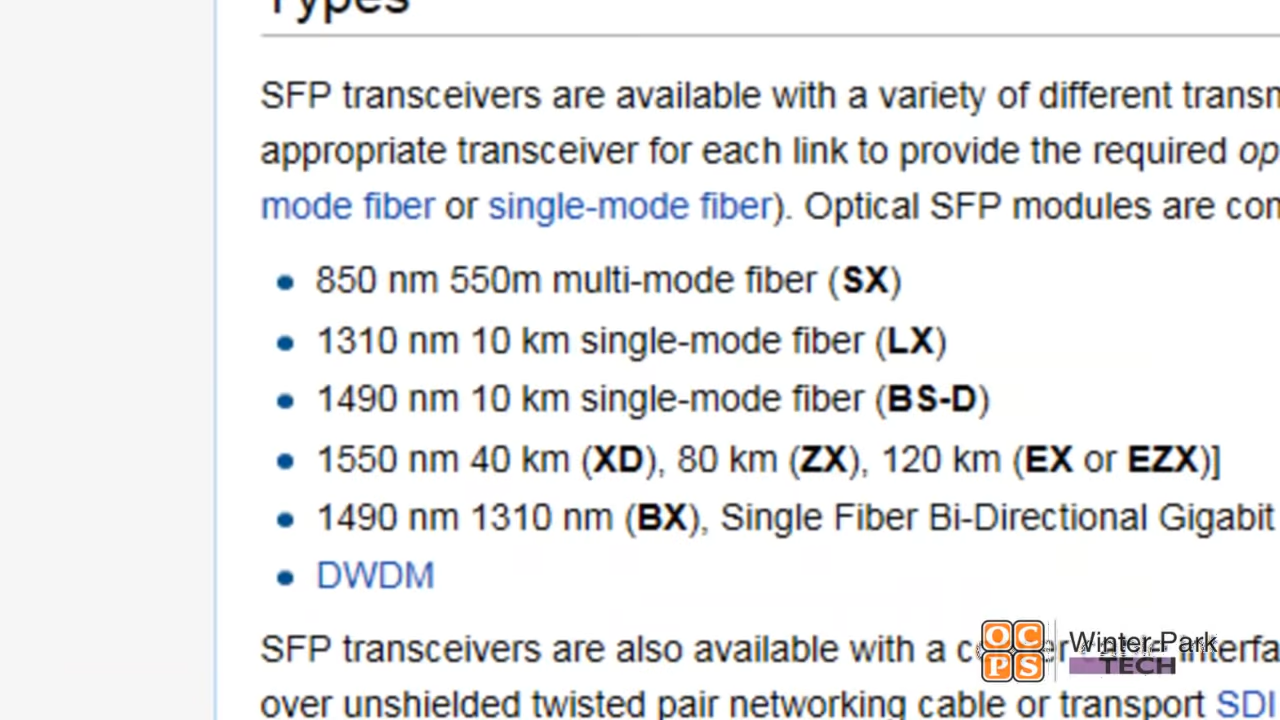 Types
SFP transceivers are available with a variety of different
appropriate transceiver for each link to provide the required
mode fiber or single-mode fiber). Optical SFP modules are
• 850 nm 550m multi-mode fiber (SX)
• 1310 nm 10 km single-mode fiber (LX)
• 1490 nm 10 km single-mode fiber (BS-D)
• 1550 nm 40 km (XD), 80 km (ZX), 120 km (EX or EZX)]
• 1490 nm 1310 nm (BX), Single Fiber Bi-Directional Gigabit
• DWDM
SFP transceivers are also available with a
OC
PS
Winter Park
TECH
over unshielded twisted pair networking cable or transport SDI